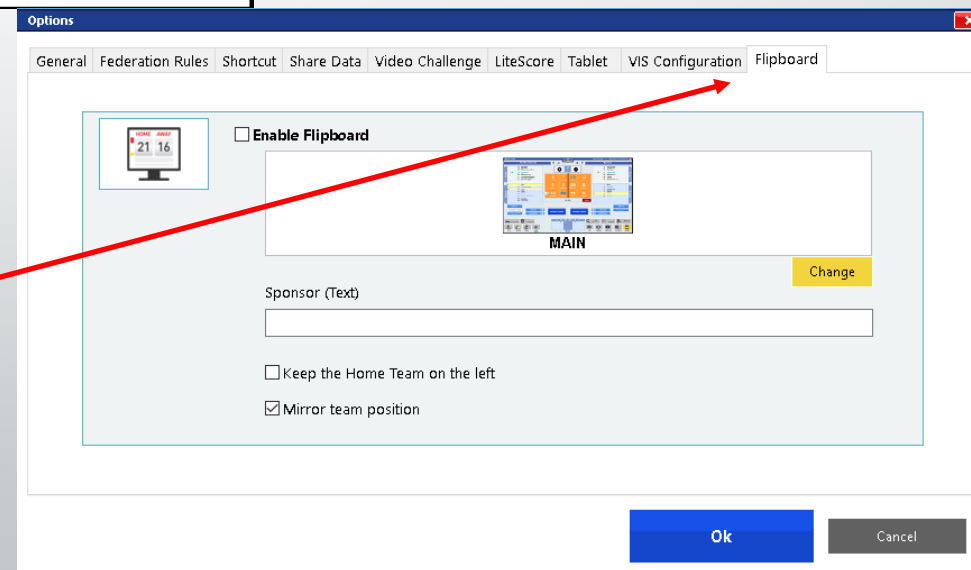 Options
General Federation Rules Shortcut Share Data Video Challenge LiteScore Tablet VIS Configuration Flipboard
HOME AWAY
21 16
Enable Flipboard
MAIN
Change
Sponsor (Text)
Keep the Home Team on the left
Mirror team position
Ok
Cancel